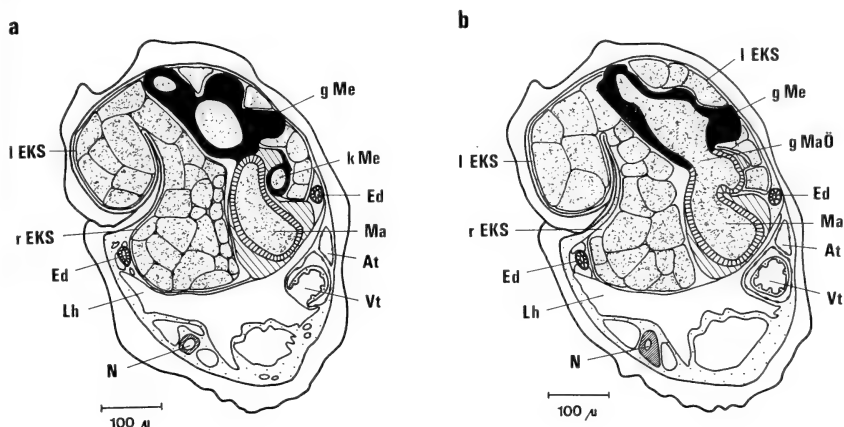 a
g Me
l EKS
k Me
Ed
r EKS
Ma
Ed
At
Lh
Vt
N
100 μ
b
l EKS
g Me
g MaÖ
l EKS
Ed
r EKS
Ma
Ed
At
Lh
Vt
N
100 μ